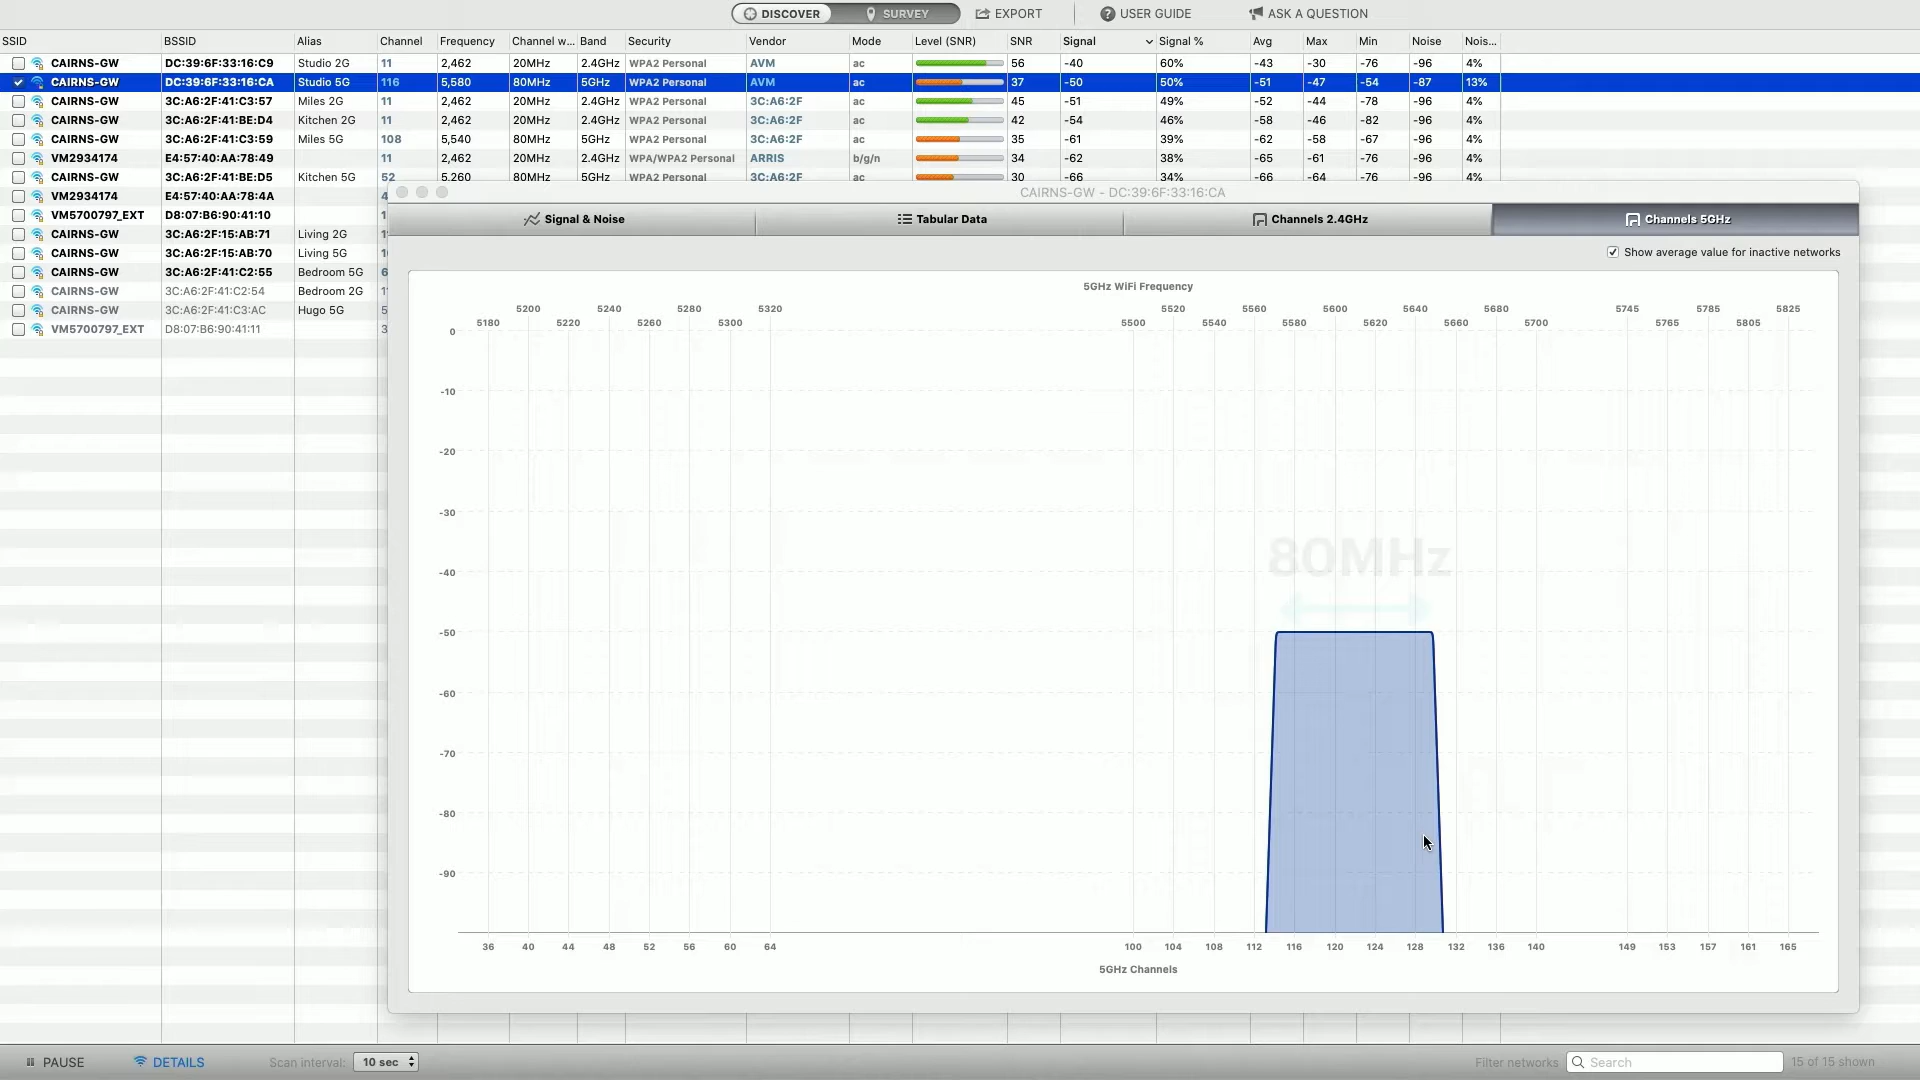 DISCOVER SURVEY EXPORT USER GUIDE ASK A QUESTION
SSID BSSID Alias Channel Frequency Channel w... Band Security Vendor Mode Level (SNR) SNR Signal Signal % Avg Max Min Noise Nois...
CAIRNS-GW DC:39:6F:33:16:C9 Studio 2G 11 2,462 20MHz 2.4GHz WPA2 Personal AVM ac 56 -40 60% -43 -30 -76 -96 4%
CAIRNS-GW DC:39:6F:33:16:CA Studio 5G 116 5,580 80MHz 5GHz WPA2 Personal AVM ac 37 -50 50% -51 -47 -54 -87 13%
CAIRNS-GW 3C:A6:2F:41:C3:57 Miles 2G 11 2,462 20MHz 2.4GHz WPA2 Personal 3C:A6:2F ac 45 -51 49% -52 -44 -78 -96 4%
CAIRNS-GW 3C:A6:2F:41:BE:D4 Kitchen 2G 11 2,462 20MHz 2.4GHz WPA2 Personal 3C:A6:2F ac 42 -54 46% -58 -46 -82 -96 4%
CAIRNS-GW 3C:A6:2F:41:C3:59 Miles 5G 108 5,540 80MHz 5GHz WPA2 Personal 3C:A6:2F ac 35 -61 39% -62 -58 -67 -96 4%
VM2934174 E4:57:40:AA:78:49 11 2,462 20MHz 2.4GHz WPA/WPA2 Personal ARRIS b/g/n 34 -62 38% -65 -61 -76 -96 4%
CAIRNS-GW 3C:A6:2F:41:BE:D5 Kitchen 5G 52 5,260 80MHz 5GHz WPA2 Personal 3C:A6:2F ac 30 -66 34% -66 -64 -76 -96 4%
VM2934174 E4:57:40:AA:78:4A 4
VM5700797_EXT D8:07:B6:90:41:10 1
CAIRNS-GW 3C:A6:2F:15:AB:71 Living 2G 1
CAIRNS-GW 3C:A6:2F:15:AB:70 Living 5G 1
CAIRNS-GW 3C:A6:2F:41:C2:55 Bedroom 5G 6
CAIRNS-GW 3C:A6:2F:41:C2:54 Bedroom 2G 1
CAIRNS-GW 3C:A6:2F:41:C3:AC Hugo 5G 5
VM5700797_EXT D8:07:B6:90:41:11 3
CAIRNS-GW - DC:39:6F:33:16:CA
Signal & Noise Tabular Data Channels 2.4GHz Channels 5GHz
Show average value for inactive networks
5GHz WiFi Frequency
5200 5240 5280 5320 5520 5560 5600 5640 5680 5745 5785 5825
5180 5220 5260 5300 5500 5540 5580 5620 5660 5700 5765 5805
0
-10
-20
-30
80MHz
-40
-50
-60
-70
-80
-90
36 40 44 48 52 56 60 64 100 104 108 112 116 120 124 128 132 136 140 149 153 157 161 165
5GHz Channels
PAUSE DETAILS Scan interval: 10 sec Filter networks Search 15 of 15 shown